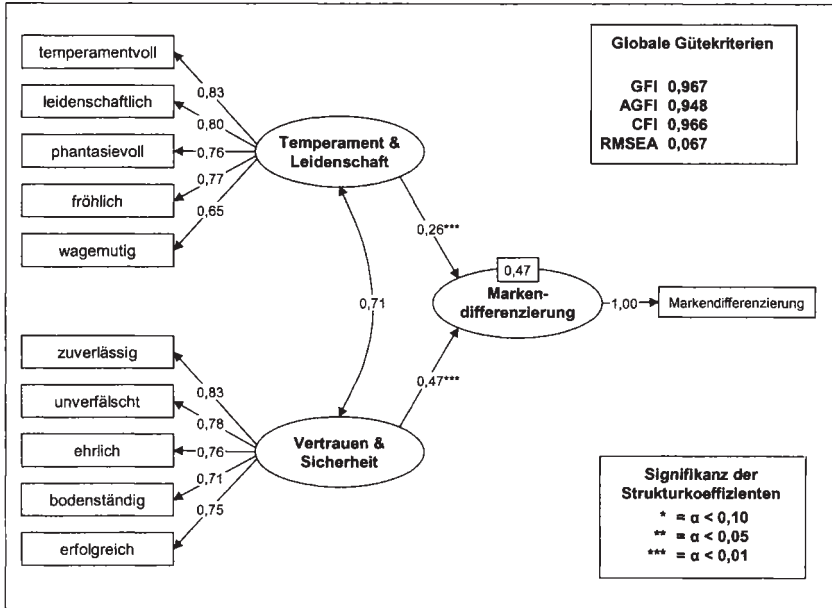 temperamentvoll
leidenschaftlich
phantasievoll
fröhlich
wagemutig
0,83
0,80
0,76
0,77
0,65
Temperament &
Leidenschaft
Globale Gütekriterien
GFI 0,967
AGFI 0,948
CFI 0,966
RMSEA 0,067
0,26***
0,71
0,47
Marken-
differenzierung
1,00
Markendifferenzierung
0,47***
zuverlässig
unverfälscht
ehrlich
bodenständig
erfolgreich
0,83
0,78
0,76
0,71
0,75
Vertrauen &
Sicherheit
Signifikanz der
Strukturkoeffizienten
* = α < 0,10
** = α < 0,05
*** = α < 0,01